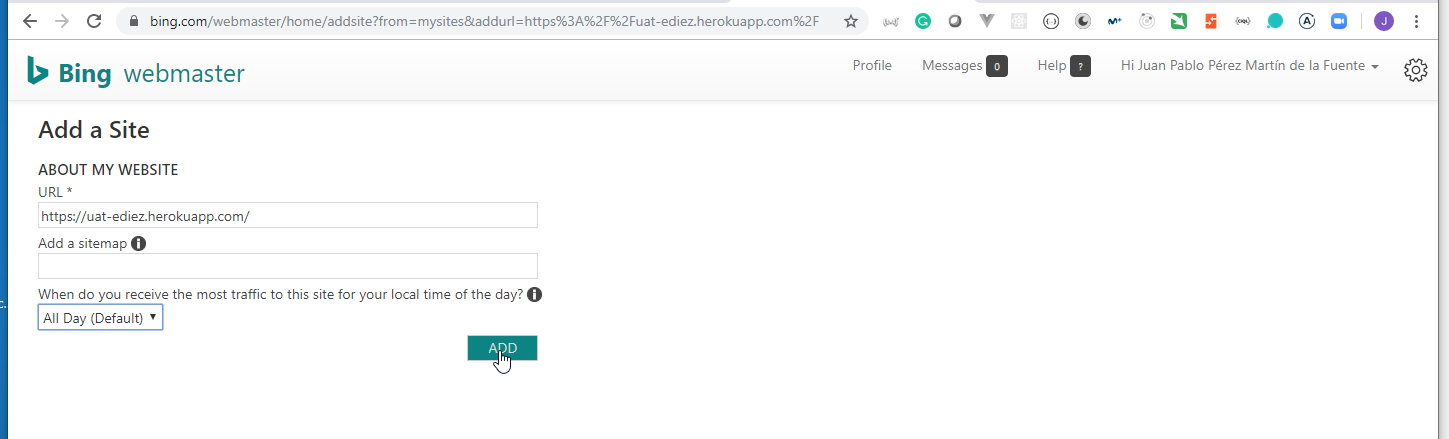 bing.com/webmaster/home/addsite?from=mysites&addurl=https%3A%2F%2Fuat-ediez.herokuapp.com%2F
Bing webmaster
Profile Messages 0 Help ? Hi Juan Pablo Pérez Martín de la Fuente
Add a Site
ABOUT MY WEBSITE
URL *
https://uat-ediez.herokuapp.com/
Add a sitemap
When do you receive the most traffic to this site for your local time of the day?
All Day (Default)
ADD